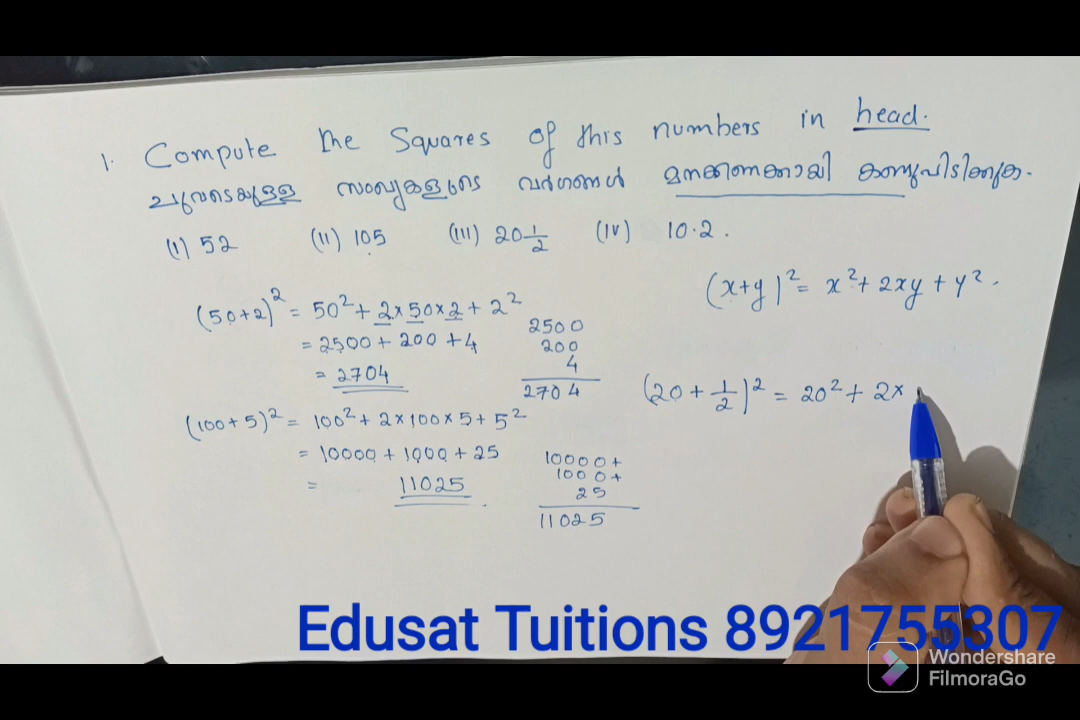 1. Compute the Squares of this numbers in head.
ചുവടെയുള്ള സംഖ്യകളുടെ വർഗങ്ങൾ മനക്കണക്കായി കണ്ടുപിടിക്കുക.
(I) 52 (II) 105 (III) 20 1/2 (IV) 10.2.
(x+y)² = x² + 2xy + y².
(50+2)² = 50² + 2×50×2 + 2²
= 2500 + 200 + 4
= 2704
2500
200
4
2704
(100+5)² = 100² + 2×100×5 + 5²
= 10000 + 1000 + 25
= 11025
10000+
1000+
25
11025
(20 + 1/2)² = 20² + 2×
Edusat Tuitions 8921755307
Wondershare
FilmoraGo